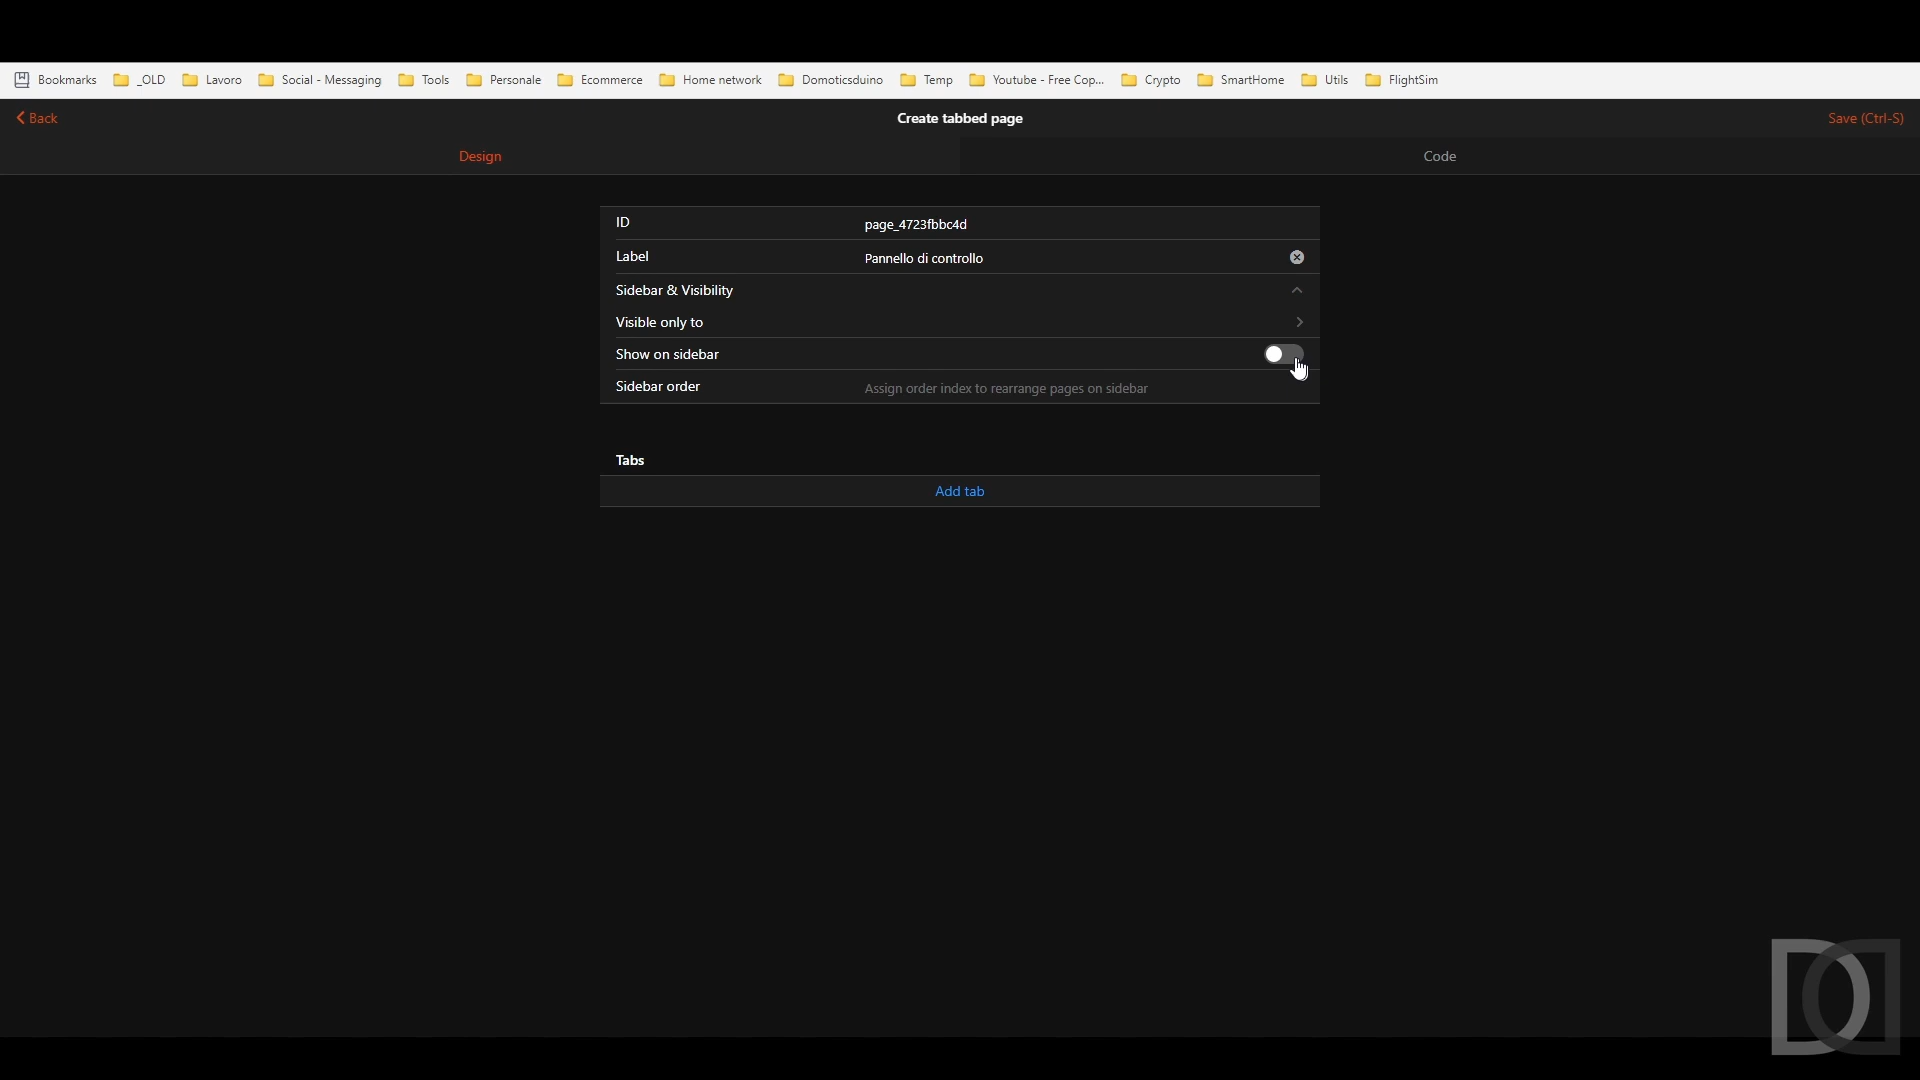 Bookmarks _OLD Lavoro Social - Messaging Tools Personale Ecommerce Home network Domoticsduino Temp Youtube - Free Cop... Crypto SmartHome Utils FlightSim
Back Create tabbed page Save (Ctrl-S)
Design Code
ID page_4723fbbc4d
Label Pannello di controllo
Sidebar & Visibility
Visible only to
Show on sidebar
Sidebar order Assign order index to rearrange pages on sidebar
Tabs
Add tab